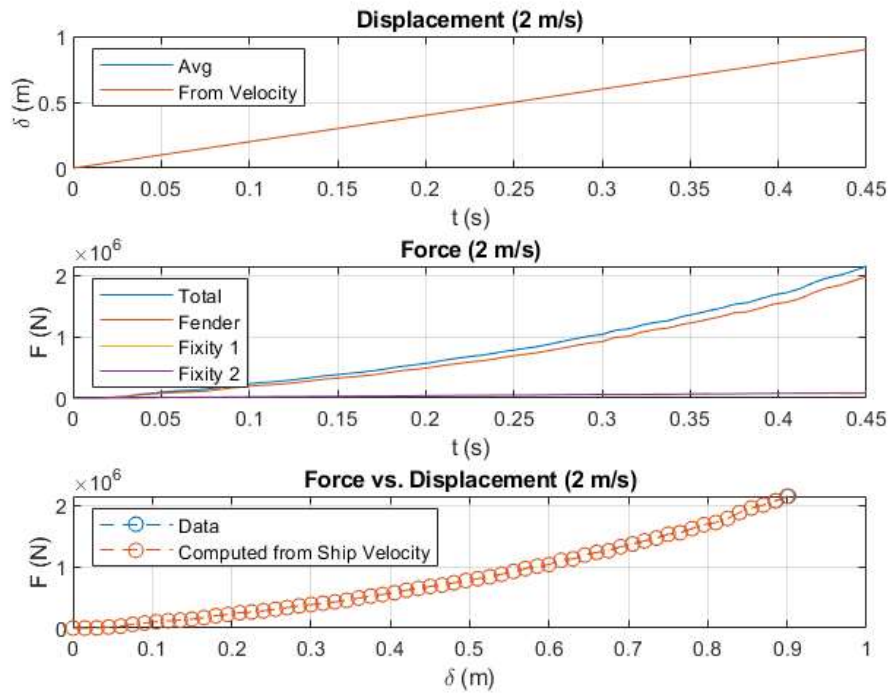 Displacement (2 m/s)
1
0.5
0
δ (m)
Avg
From Velocity
0 0.05 0.1 0.15 0.2 0.25 0.3 0.35 0.4 0.45
t (s)
Force (2 m/s)
×10⁶
2
1
0
F (N)
Total
Fender
Fixity 1
Fixity 2
0 0.05 0.1 0.15 0.2 0.25 0.3 0.35 0.4 0.45
t (s)
Force vs. Displacement (2 m/s)
×10⁶
2
1
0
F (N)
Data
Computed from Ship Velocity
0 0.1 0.2 0.3 0.4 0.5 0.6 0.7 0.8 0.9 1
δ (m)